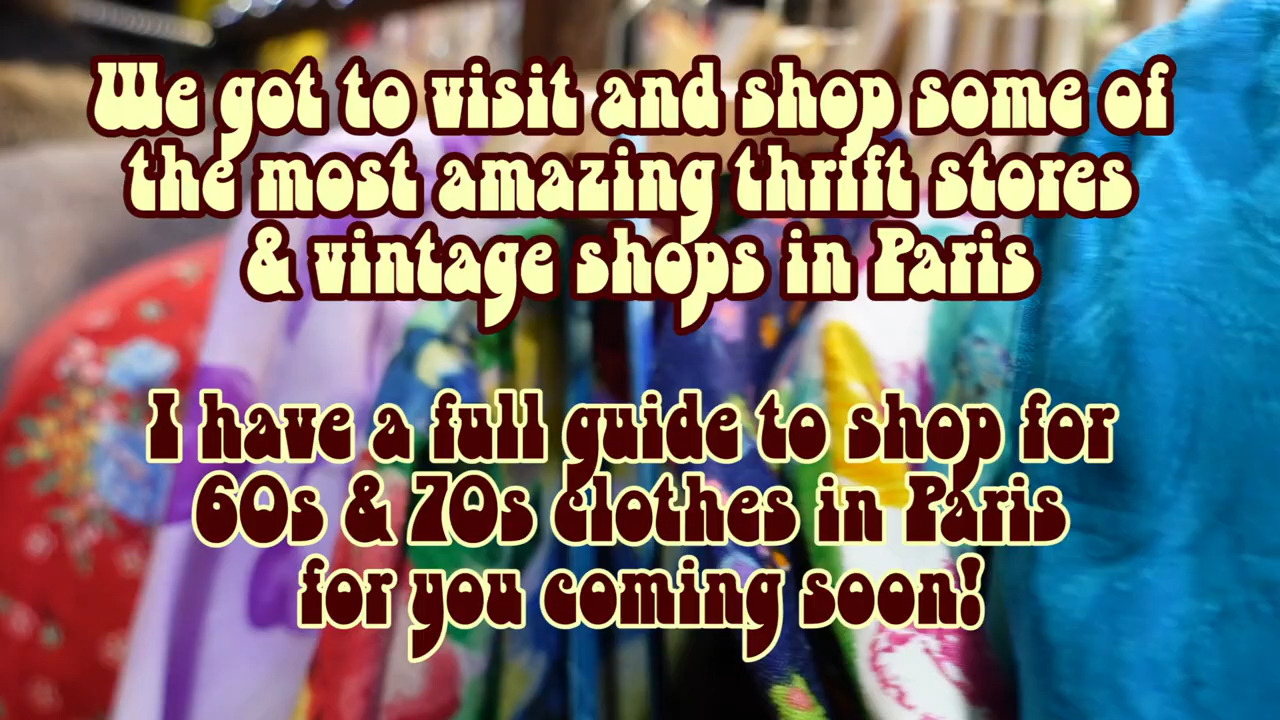 We got to visit and shop some of
the most amazing thrift stores
& vintage shops in Paris
I have a full guide to shop for
60s & 70s clothes in Paris
for you coming soon!